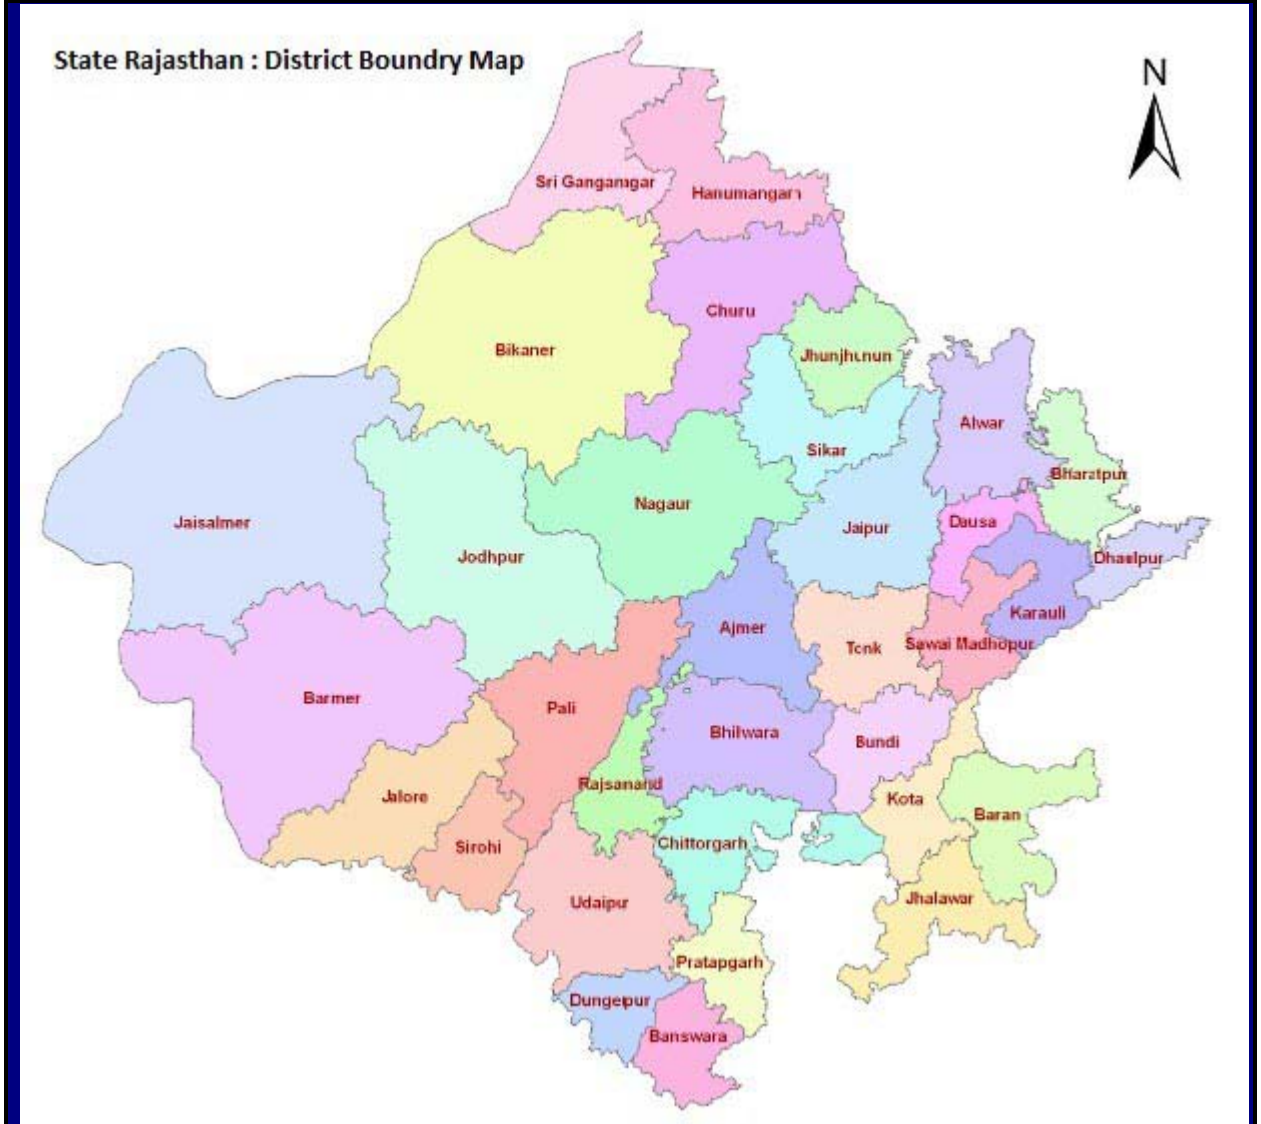 State Rajasthan : District Boundry Map
N
Sri Ganganagar
Hanumangarh
Churu
Bikaner
Jhunjhunun
Alwar
Sikar
Bharatpur
Nagaur
Jaisalmer
Jaipur
Dausa
Jodhpur
Dhaulpur
Karauli
Ajmer
Tonk
Sawai Madhopur
Barmer
Pali
Bhilwara
Bundi
Rajsamand
Jalore
Kota
Baran
Sirohi
Chittorgarh
Udaipur
Jhalawar
Pratapgarh
Dungerpur
Banswara